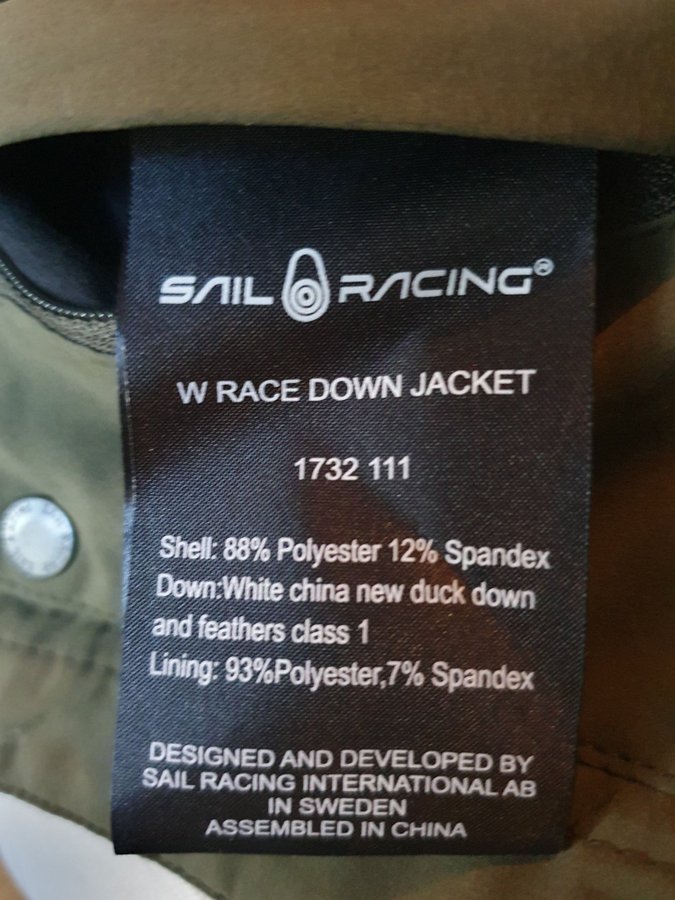 SAIL RACING®
W RACE DOWN JACKET
1732 111
Shell: 88% Polyester 12% Spandex
Down:White china new duck down
and feathers class 1
Lining: 93%Polyester,7% Spandex
DESIGNED AND DEVELOPED BY
SAIL RACING INTERNATIONAL AB
IN SWEDEN
ASSEMBLED IN CHINA